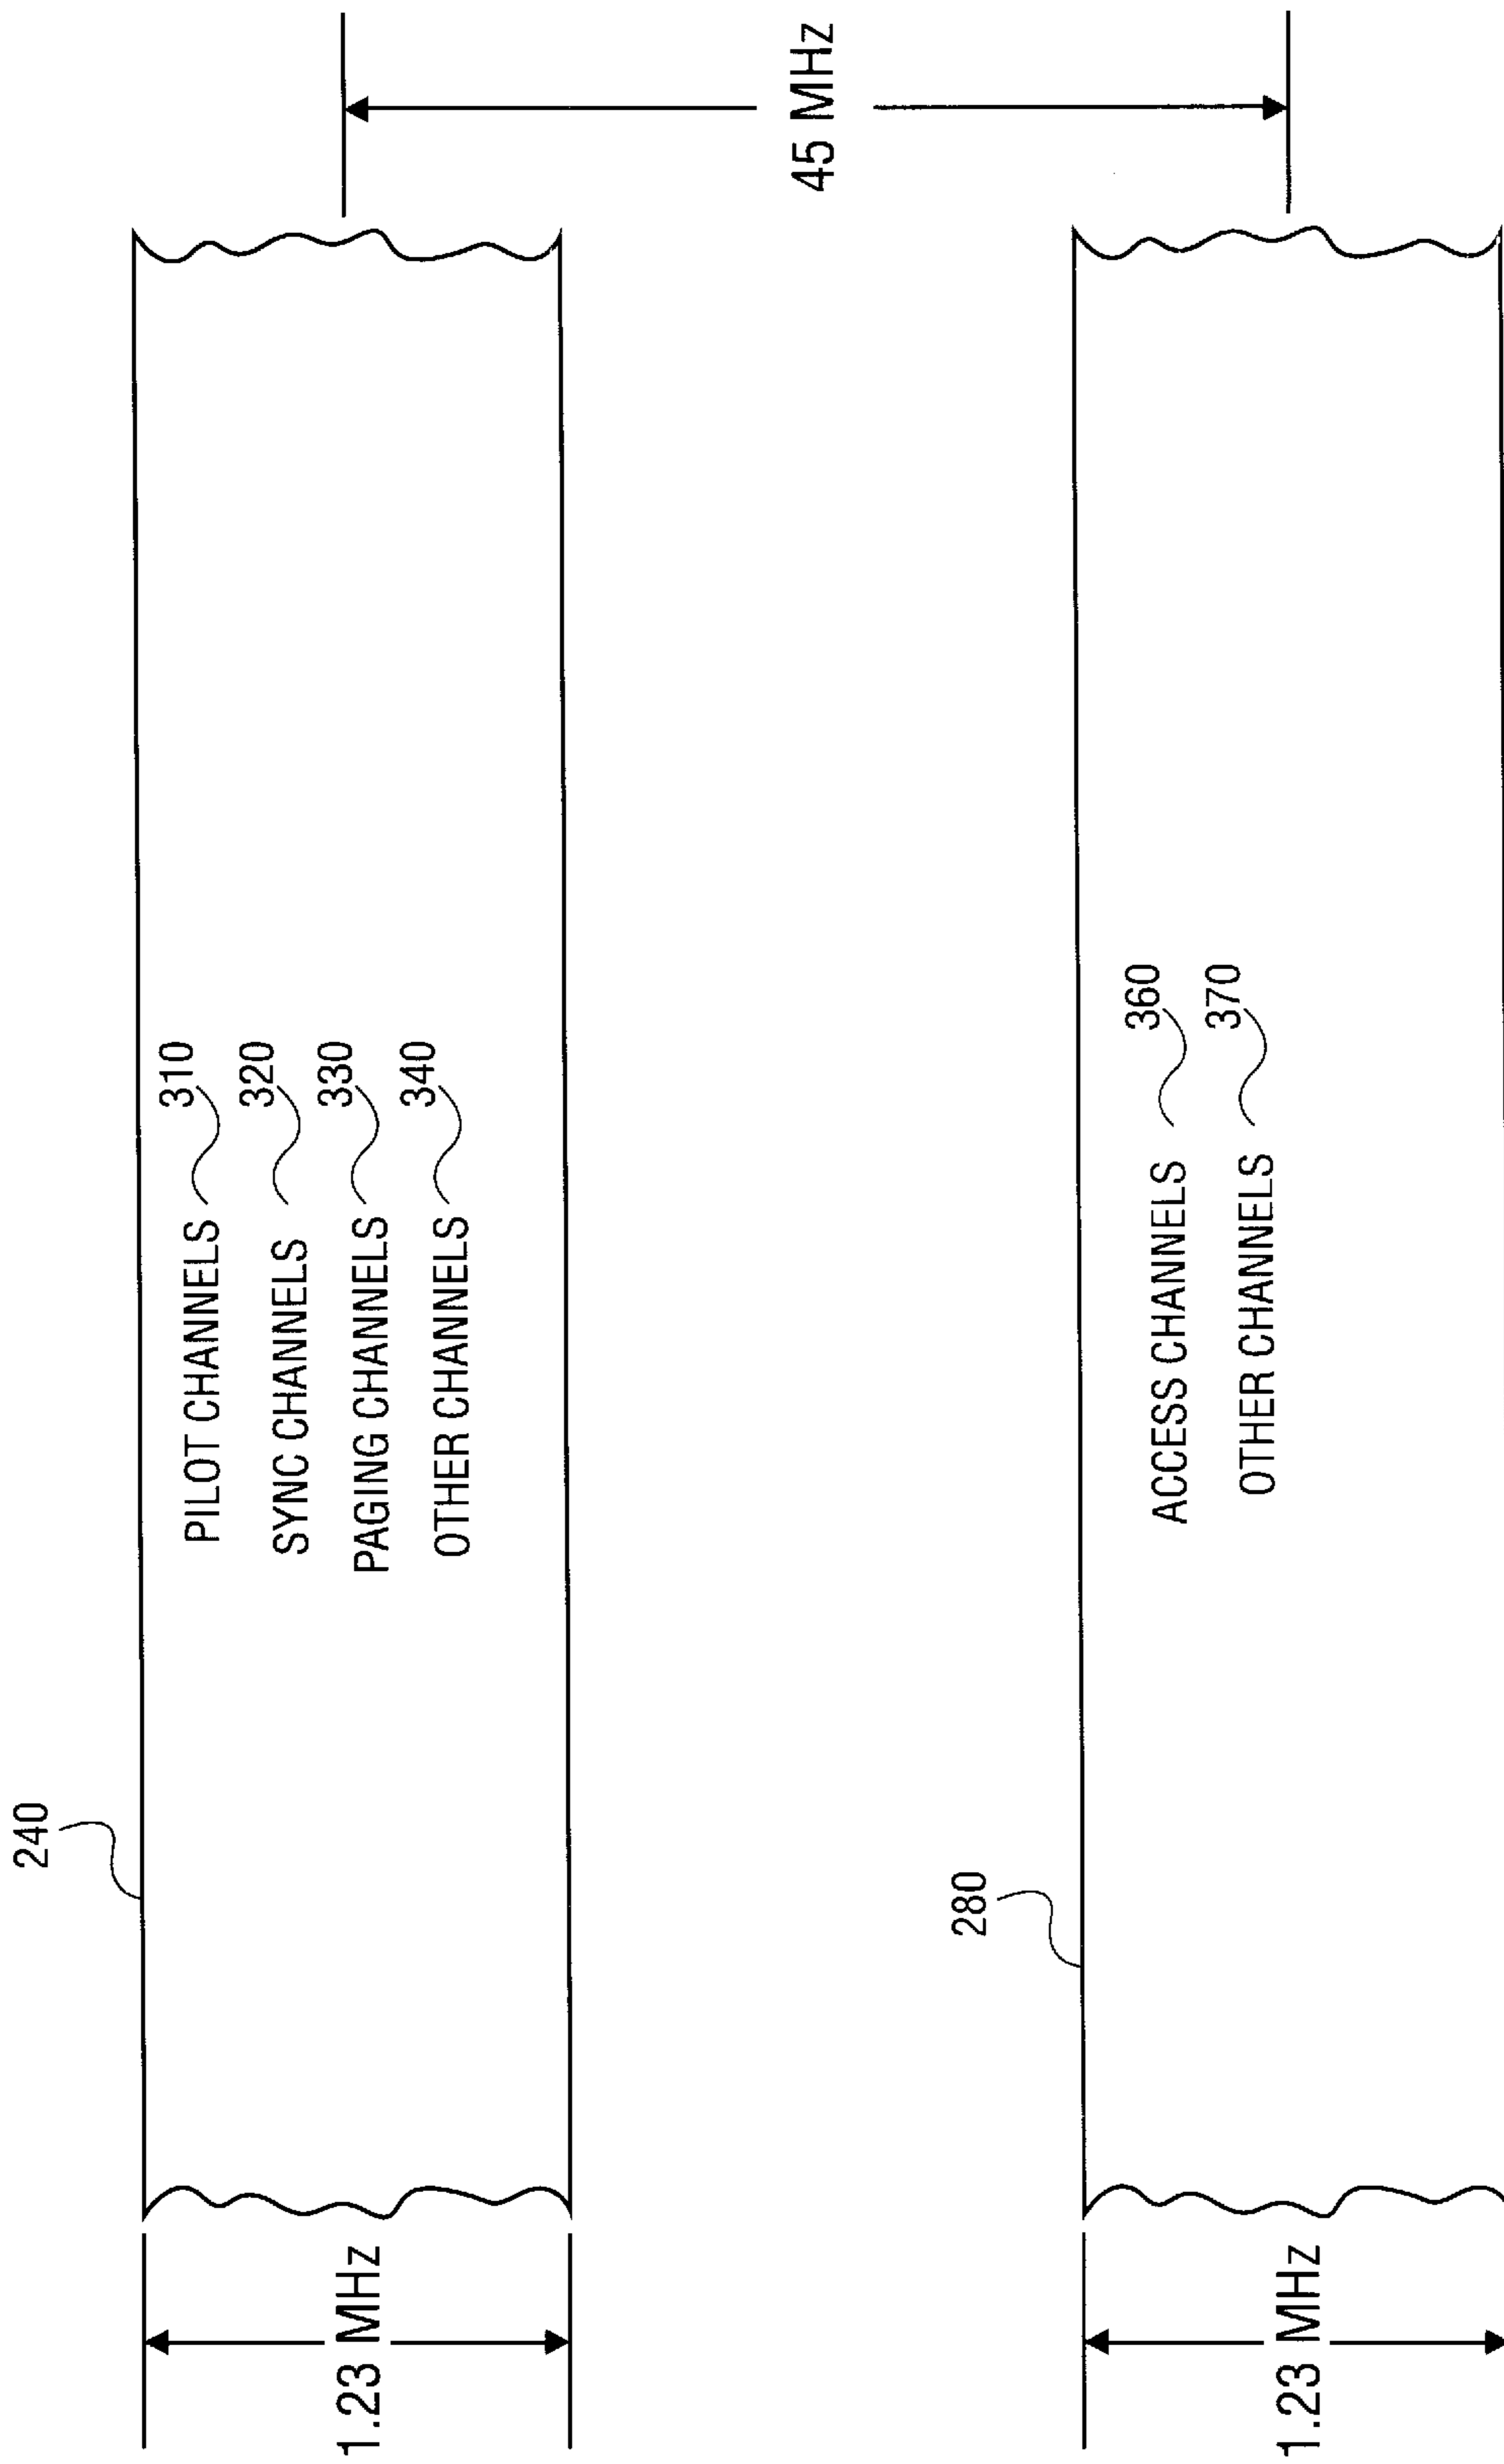 240
1.23 MHz
PILOT CHANNELS 310
SYNC CHANNELS 320
PAGING CHANNELS 330
OTHER CHANNELS 340
45 MHz
280
1.23 MHz
ACCESS CHANNELS 360
OTHER CHANNELS 370